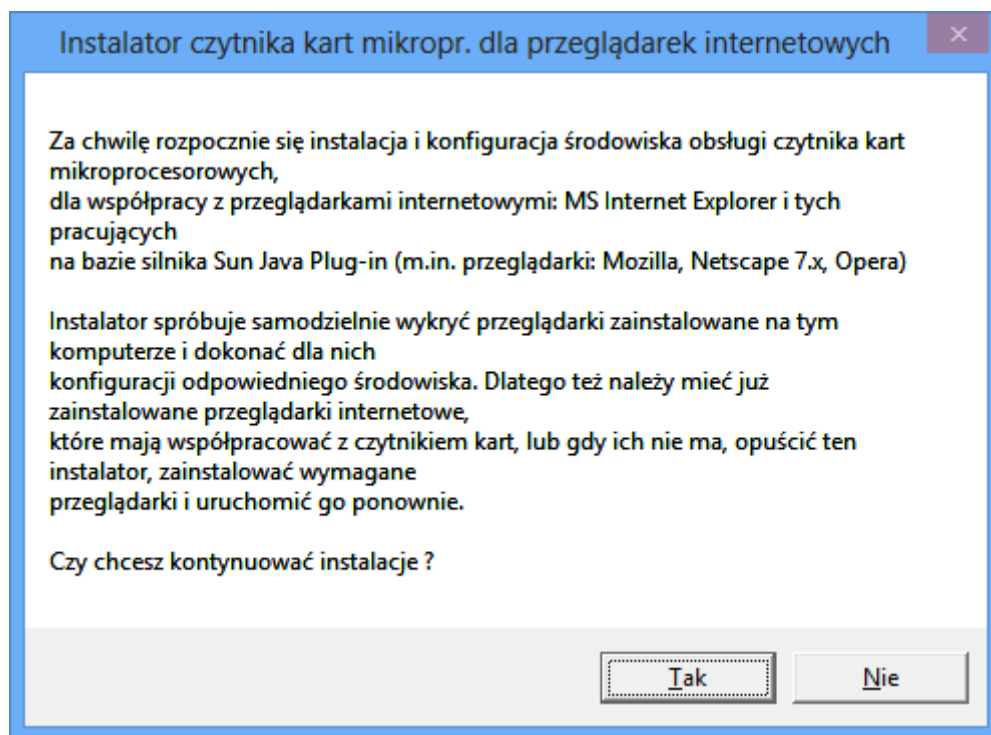 Instalator czytnika kart mikropr. dla przeglądarek internetowych
Za chwilę rozpocznie się instalacja i konfiguracja środowiska obsługi czytnika kart
mikroprocesorowych,
dla współpracy z przeglądarkami internetowymi: MS Internet Explorer i tych
pracujących
na bazie silnika Sun Java Plug-in (m.in. przeglądarki: Mozilla, Netscape 7.x, Opera)
Instalator spróbuje samodzielnie wykryć przeglądarki zainstalowane na tym
komputerze i dokonać dla nich
konfiguracji odpowiedniego środowiska. Dlatego też należy mieć już
zainstalowane przeglądarki internetowe,
które mają współpracować z czytnikiem kart, lub gdy ich nie ma, opuścić ten
instalator, zainstalować wymagane
przeglądarki i uruchomić go ponownie.
Czy chcesz kontynuować instalacje ?
Tak
Nie